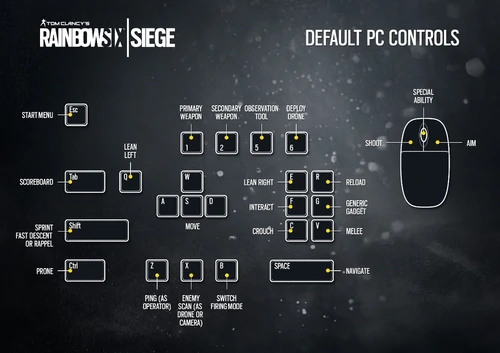 TOM CLANCY'S
RAINBOWSIX | SIEGE
DEFAULT PC CONTROLS
SPECIAL
ABILITY
START MENU
Esc
PRIMARY
WEAPON
SECONDARY
WEAPON
OBSERVATION
TOOL
DEPLOY
DRONE
1
2
5
6
SHOOT
AIM
LEAN
LEFT
SCOREBOARD
Tab
Q
W
LEAN RIGHT
E
R
RELOAD
A
S
D
INTERACT
F
G
GENERIC
GADGET
SPRINT
FAST DESCENT
OR RAPPEL
Shift
MOVE
CROUCH
C
V
MELEE
PRONE
Ctrl
Z
X
B
SPACE
NAVIGATE
PING (AS
OPERATOR)
ENEMY
SCAN (AS
DRONE OR
CAMERA)
SWITCH
FIRING MODE